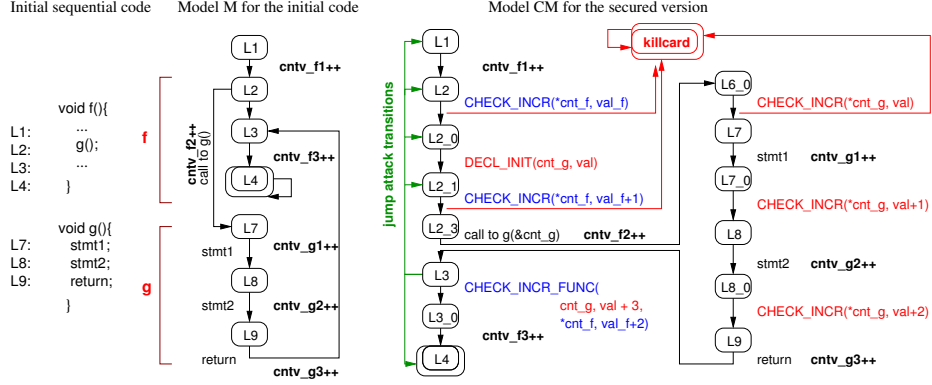 Initial sequential code
Model M for the initial code
Model CM for the secured version
void f(){
L1: ...
L2: g();
L3: ...
L4: }
f
void g(){
L7: stmt1;
L8: stmt2;
L9: return;
}
g
L1
cntv_f1++
L2
cntv_f2++
call to g()
L3
cntv_f3++
L4
L7
stmt1 cntv_g1++
L8
stmt2 cntv_g2++
L9
return
cntv_g3++
jump attack transitions
killcard
L1
cntv_f1++
L2
CHECK_INCR(*cnt_f, val_f)
L2_0
DECL_INIT(cnt_g, val)
L2_1
CHECK_INCR(*cnt_f, val_f+1)
L2_3
call to g(&cnt_g) cntv_f2++
L3
CHECK_INCR_FUNC(
cnt_g, val + 3,
*cnt_f, val_f+2)
L3_0
cntv_f3++
L4
L6_0
CHECK_INCR(*cnt_g, val)
L7
stmt1 cntv_g1++
L7_0
CHECK_INCR(*cnt_g, val+1)
L8
stmt2 cntv_g2++
L8_0
CHECK_INCR(*cnt_g, val+2)
L9
return cntv_g3++